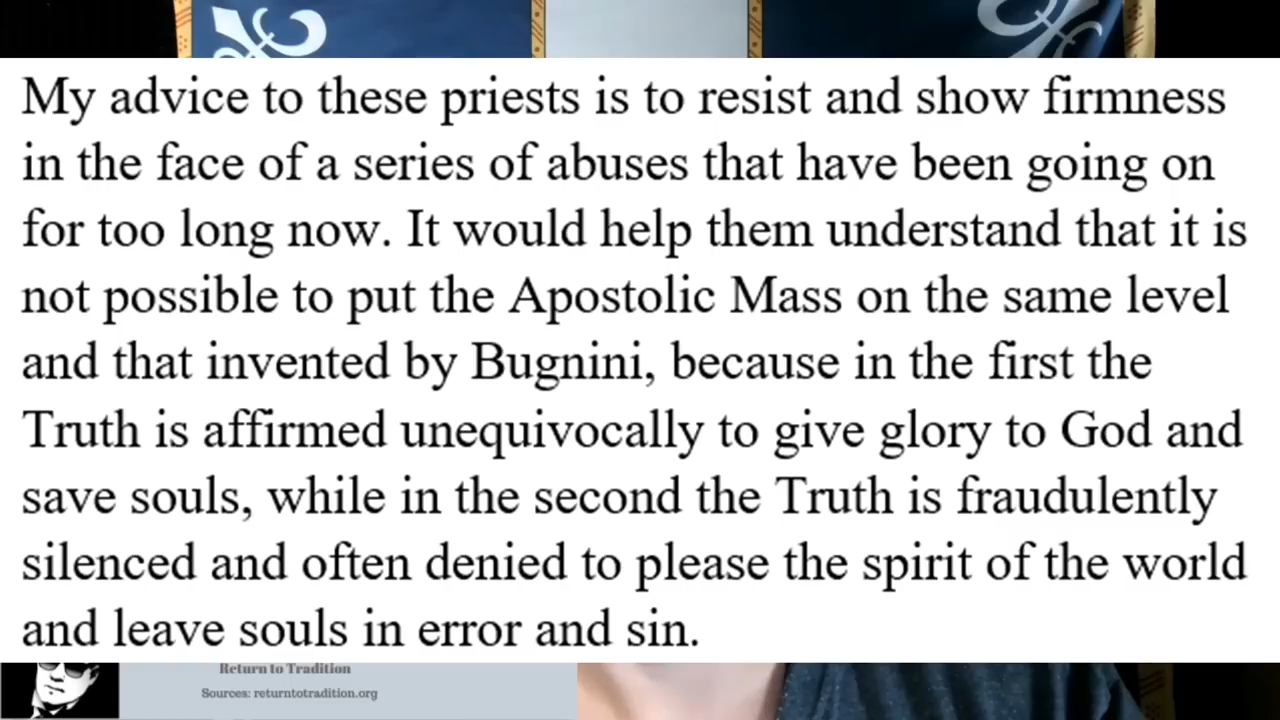 My advice to these priests is to resist and show firmness
in the face of a series of abuses that have been going on
for too long now. It would help them understand that it is
not possible to put the Apostolic Mass on the same level
and that invented by Bugnini, because in the first the
Truth is affirmed unequivocally to give glory to God and
save souls, while in the second the Truth is fraudulently
silenced and often denied to please the spirit of the world
and leave souls in error and sin.
Return to Tradition
Sources: returntotradition.org